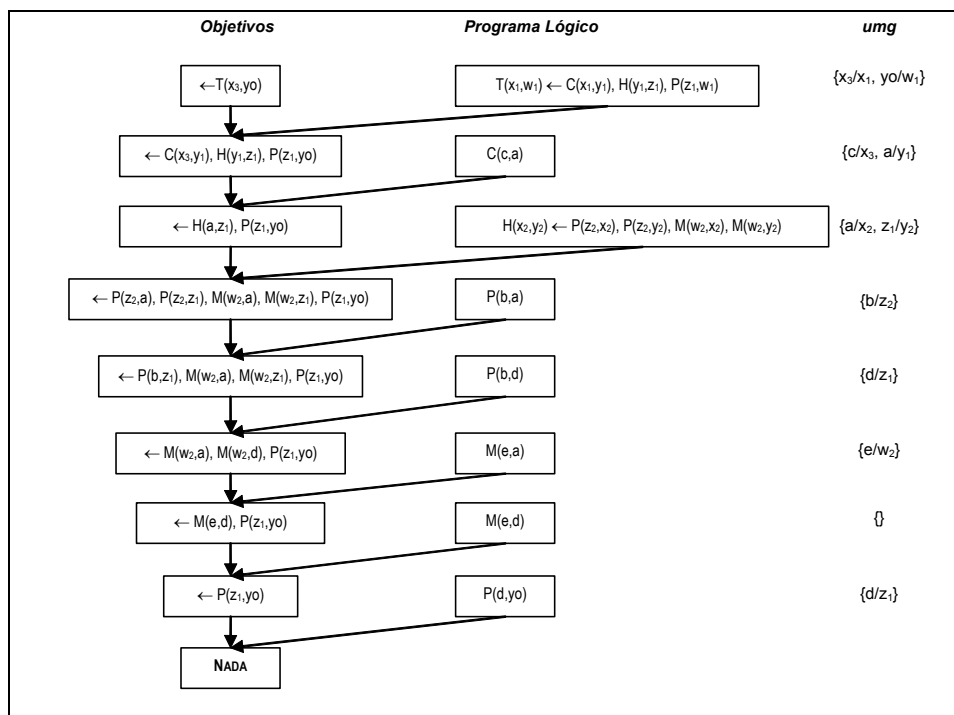 Objetivos Programa Lógico umg
←T(x₃,yo) T(x₁,w₁) ← C(x₁,y₁), H(y₁,z₁), P(z₁,w₁) {x₃/x₁, yo/w₁}
← C(x₃,y₁), H(y₁,z₁), P(z₁,yo) C(c,a) {c/x₃, a/y₁}
← H(a,z₁), P(z₁,yo) H(x₂,y₂) ← P(z₂,x₂), P(z₂,y₂), M(w₂,x₂), M(w₂,y₂) {a/x₂, z₁/y₂}
← P(z₂,a), P(z₂,z₁), M(w₂,a), M(w₂,z₁), P(z₁,yo) P(b,a) {b/z₂}
← P(b,z₁), M(w₂,a), M(w₂,z₁), P(z₁,yo) P(b,d) {d/z₁}
← M(w₂,a), M(w₂,d), P(z₁,yo) M(e,a) {e/w₂}
← M(e,d), P(z₁,yo) M(e,d) {}
← P(z₁,yo) P(d,yo) {d/z₁}
NADA